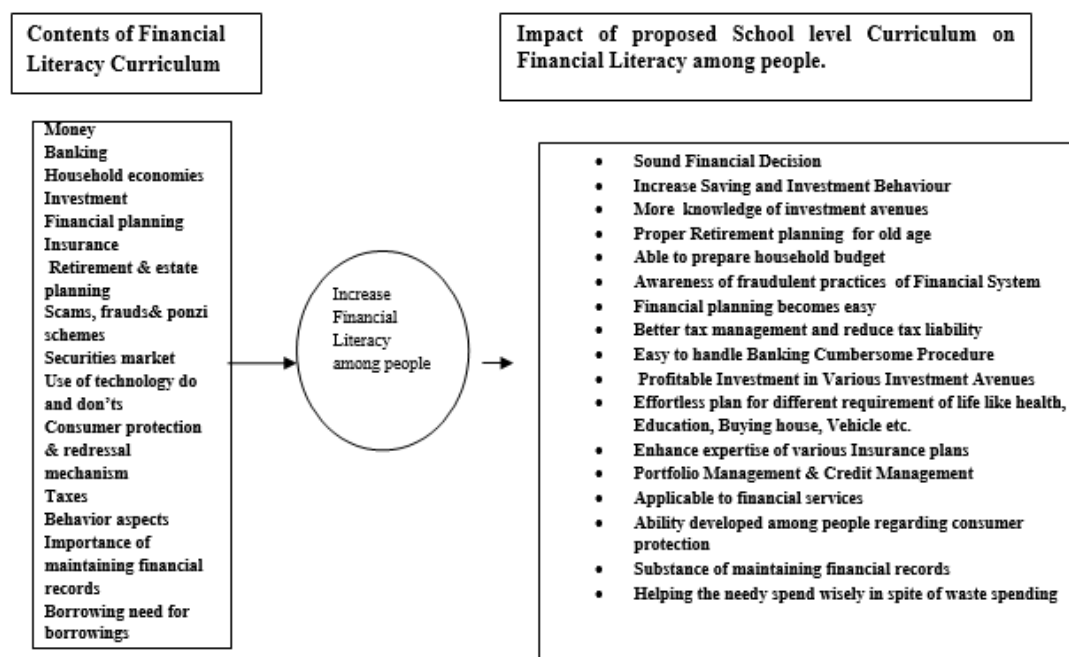 Contents of Financial
Literacy Curriculum
Impact of proposed School level Curriculum on
Financial Literacy among people.
Money
Banking
Household economies
Investment
Financial planning
Insurance
Retirement & estate
planning
Scams, frauds& ponzi
schemes
Securities market
Use of technology do
and don'ts
Consumer protection
& redressal
mechanism
Taxes
Behavior aspects
Importance of
maintaining financial
records
Borrowing need for
borrowings
Increase
Financial
Literacy
among people
• Sound Financial Decision
• Increase Saving and Investment Behaviour
• More knowledge of investment avenues
• Proper Retirement planning for old age
• Able to prepare household budget
• Awareness of fraudulent practices of Financial System
• Financial planning becomes easy
• Better tax management and reduce tax liability
• Easy to handle Banking Cumbersome Procedure
• Profitable Investment in Various Investment Avenues
• Effortless plan for different requirement of life like health,
Education, Buying house, Vehicle etc.
• Enhance expertise of various Insurance plans
• Portfolio Management & Credit Management
• Applicable to financial services
• Ability developed among people regarding consumer
protection
• Substance of maintaining financial records
• Helping the needy spend wisely in spite of waste spending